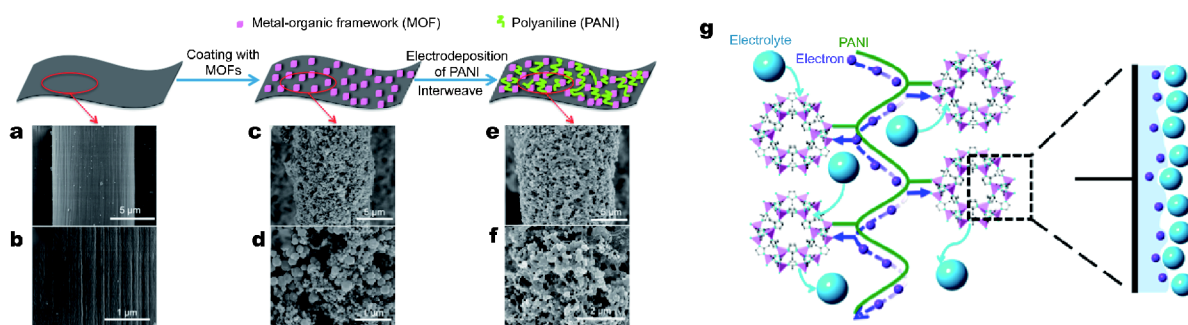 Metal-organic framework (MOF)
Polyaniline (PANI)
Coating with
MOFs
Electrodeposition
of PANI
Interweave
a
5 μm
b
1 μm
c
5 μm
d
1 μm
e
5 μm
f
2 μm
g
Electrolyte
PANI
Electron